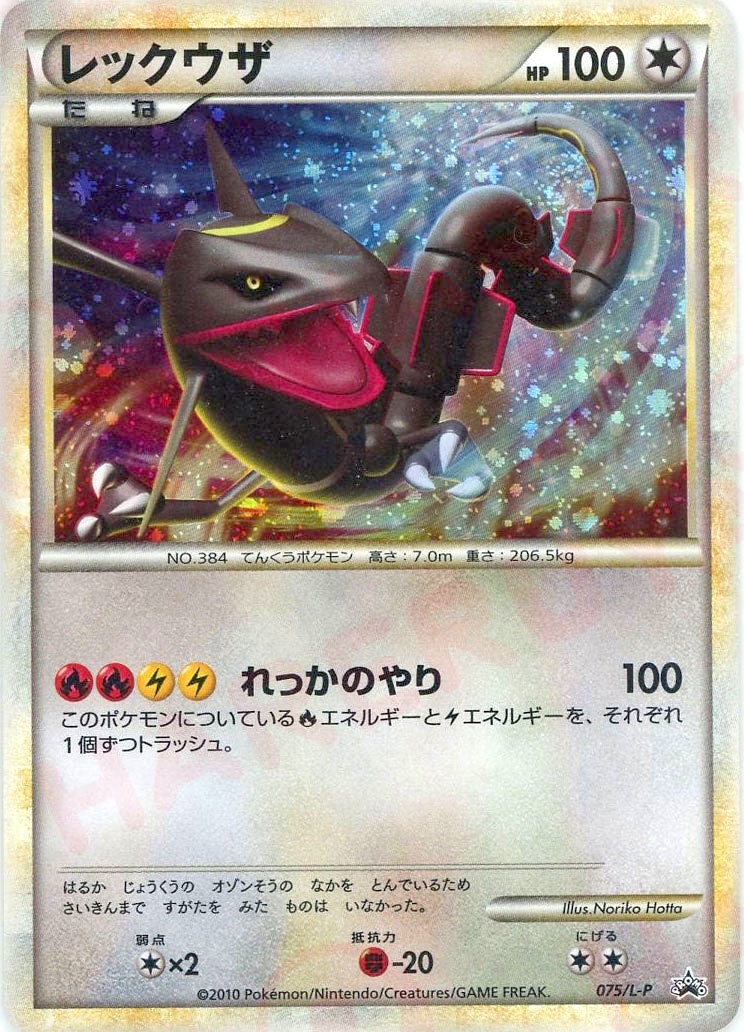 レックウザ
HP 100
たね
NO.384 てんくうポケモン 高さ:7.0m 重さ:206.5kg
れっかのやり 100
このポケモンについているエネルギーとエネルギーを、それぞれ
1個ずつトラッシュ。
はるか じょうくうの オゾンそうの なかを とんでいるため
さいきんまで すがたを みた ものは いなかった。
Illus.Noriko Hotta
弱点 抵抗力 にげる
×2 -20
©2010 Pokémon/Nintendo/Creatures/GAME FREAK. 075/L-P
PROMO